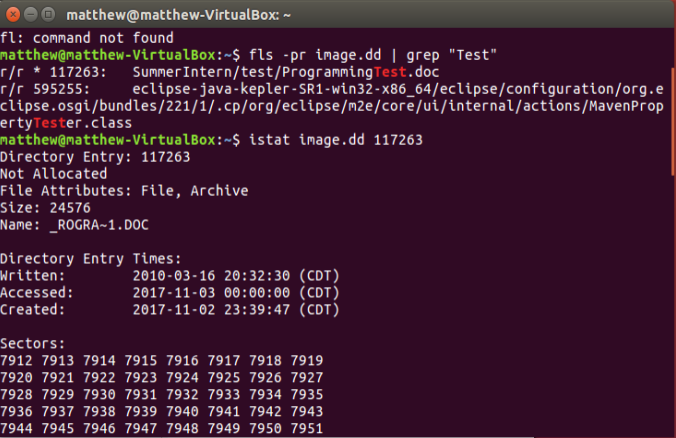 matthew@matthew-VirtualBox: ~
fl: command not found
matthew@matthew-VirtualBox:~$ fls -pr image.dd | grep "Test"
r/r * 117263:   SummerIntern/test/ProgrammingTest.doc
r/r 595255:     eclipse-java-kepler-SR1-win32-x86_64/eclipse/configuration/org.e
clipse.osgi/bundles/221/1/.cp/org/eclipse/m2e/core/ui/internal/actions/MavenProp
ertyTester.class
matthew@matthew-VirtualBox:~$ istat image.dd 117263
Directory Entry: 117263
Not Allocated
File Attributes: File, Archive
Size: 24576
Name: _ROGRA~1.DOC
Directory Entry Times:
Written:        2010-03-16 20:32:30 (CDT)
Accessed:       2017-11-03 00:00:00 (CDT)
Created:        2017-11-02 23:39:47 (CDT)
Sectors:
7912 7913 7914 7915 7916 7917 7918 7919
7920 7921 7922 7923 7924 7925 7926 7927
7928 7929 7930 7931 7932 7933 7934 7935
7936 7937 7938 7939 7940 7941 7942 7943
7944 7945 7946 7947 7948 7949 7950 7951